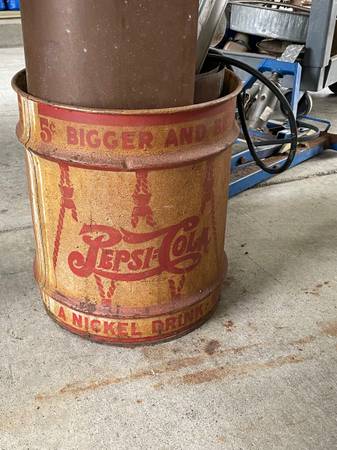 5¢ BIGGER AND
PEPSI:COLA
A NICKEL DRINK